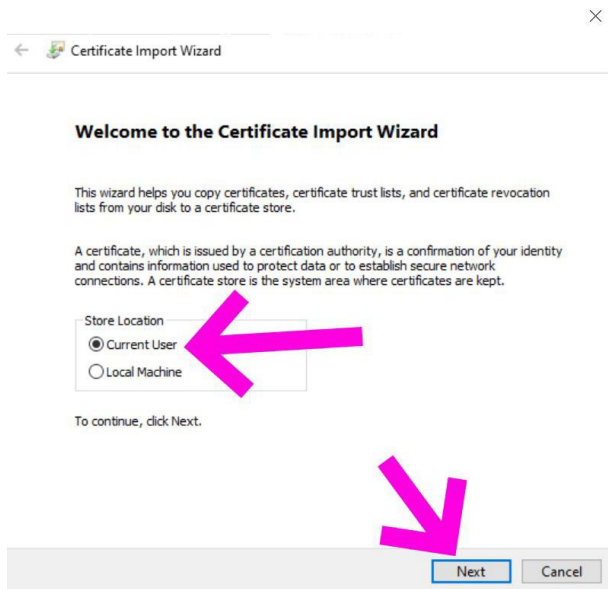 Certificate Import Wizard
Welcome to the Certificate Import Wizard
This wizard helps you copy certificates, certificate trust lists, and certificate revocation
lists from your disk to a certificate store.
A certificate, which is issued by a certification authority, is a confirmation of your identity
and contains information used to protect data or to establish secure network
connections. A certificate store is the system area where certificates are kept.
Store Location
Current User
Local Machine
To continue, click Next.
Next
Cancel